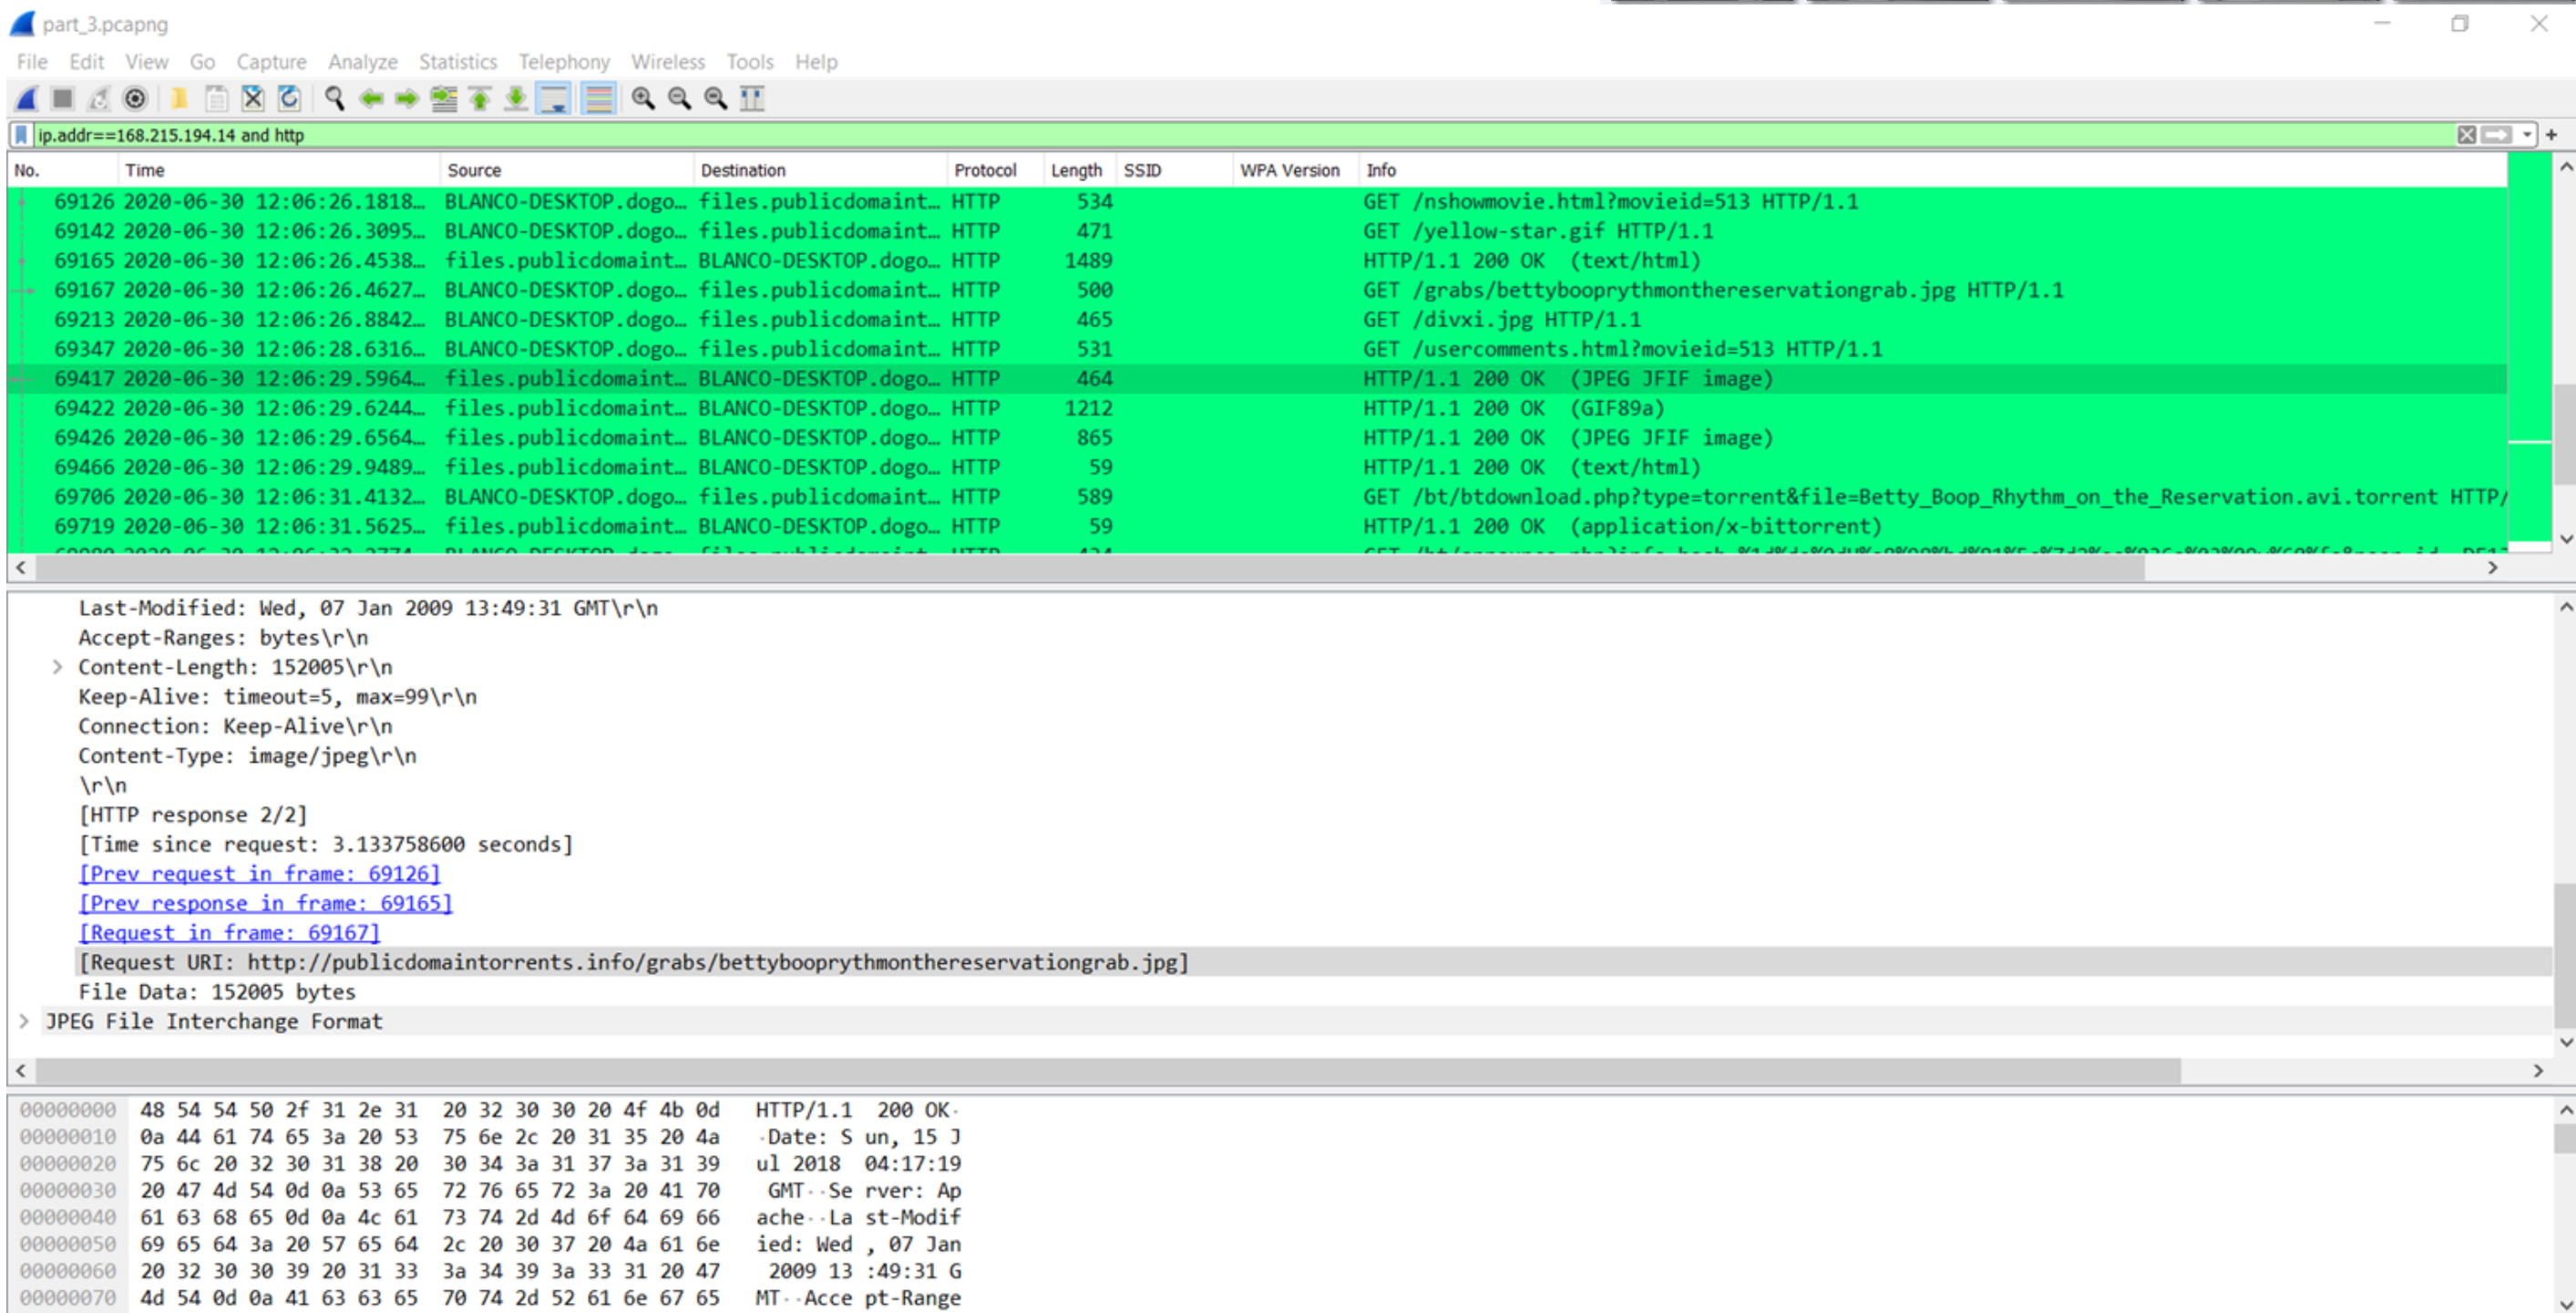 part_3.pcapng
File Edit View Go Capture Analyze Statistics Telephony Wireless Tools Help
ip.addr==168.215.194.14 and http
No. Time Source Destination Protocol Length SSID WPA Version Info
69126 2020-06-30 12:06:26.1818… BLANCO-DESKTOP.dogo… files.publicdomaint… HTTP 534 GET /nshowmovie.html?movieid=513 HTTP/1.1
69142 2020-06-30 12:06:26.3095… BLANCO-DESKTOP.dogo… files.publicdomaint… HTTP 471 GET /yellow-star.gif HTTP/1.1
69165 2020-06-30 12:06:26.4538… files.publicdomaint… BLANCO-DESKTOP.dogo… HTTP 1489 HTTP/1.1 200 OK (text/html)
69167 2020-06-30 12:06:26.4627… BLANCO-DESKTOP.dogo… files.publicdomaint… HTTP 500 GET /grabs/bettybooprythmonthereservationgrab.jpg HTTP/1.1
69213 2020-06-30 12:06:26.8842… BLANCO-DESKTOP.dogo… files.publicdomaint… HTTP 465 GET /divxi.jpg HTTP/1.1
69347 2020-06-30 12:06:28.6316… BLANCO-DESKTOP.dogo… files.publicdomaint… HTTP 531 GET /usercomments.html?movieid=513 HTTP/1.1
69417 2020-06-30 12:06:29.5964… files.publicdomaint… BLANCO-DESKTOP.dogo… HTTP 464 HTTP/1.1 200 OK (JPEG JFIF image)
69422 2020-06-30 12:06:29.6244… files.publicdomaint… BLANCO-DESKTOP.dogo… HTTP 1212 HTTP/1.1 200 OK (GIF89a)
69426 2020-06-30 12:06:29.6564… files.publicdomaint… BLANCO-DESKTOP.dogo… HTTP 865 HTTP/1.1 200 OK (JPEG JFIF image)
69466 2020-06-30 12:06:29.9489… files.publicdomaint… BLANCO-DESKTOP.dogo… HTTP 59 HTTP/1.1 200 OK (text/html)
69706 2020-06-30 12:06:31.4132… BLANCO-DESKTOP.dogo… files.publicdomaint… HTTP 589 GET /bt/btdownload.php?type=torrent&file=Betty_Boop_Rhythm_on_the_Reservation.avi.torrent HTTP/
69719 2020-06-30 12:06:31.5625… files.publicdomaint… BLANCO-DESKTOP.dogo… HTTP 59 HTTP/1.1 200 OK (application/x-bittorrent)
Last-Modified: Wed, 07 Jan 2009 13:49:31 GMT\r\n
Accept-Ranges: bytes\r\n
Content-Length: 152005\r\n
Keep-Alive: timeout=5, max=99\r\n
Connection: Keep-Alive\r\n
Content-Type: image/jpeg\r\n
\r\n
[HTTP response 2/2]
[Time since request: 3.133758600 seconds]
[Prev request in frame: 69126]
[Prev response in frame: 69165]
[Request in frame: 69167]
[Request URI: http://publicdomaintorrents.info/grabs/bettybooprythmonthereservationgrab.jpg]
File Data: 152005 bytes
JPEG File Interchange Format
00000000 48 54 54 50 2f 31 2e 31 20 32 30 30 20 4f 4b 0d HTTP/1.1 200 OK·
00000010 0a 44 61 74 65 3a 20 53 75 6e 2c 20 31 35 20 4a ·Date: S un, 15 J
00000020 75 6c 20 32 30 31 38 20 30 34 3a 31 37 3a 31 39 ul 2018 04:17:19
00000030 20 47 4d 54 0d 0a 53 65 72 76 65 72 3a 20 41 70 GMT··Se rver: Ap
00000040 61 63 68 65 0d 0a 4c 61 73 74 2d 4d 6f 64 69 66 ache··La st-Modif
00000050 69 65 64 3a 20 57 65 64 2c 20 30 37 20 4a 61 6e ied: Wed , 07 Jan
00000060 20 32 30 30 39 20 31 33 3a 34 39 3a 33 31 20 47 2009 13 :49:31 G
00000070 4d 54 0d 0a 41 63 63 65 70 74 2d 52 61 6e 67 65 MT··Acce pt-Range